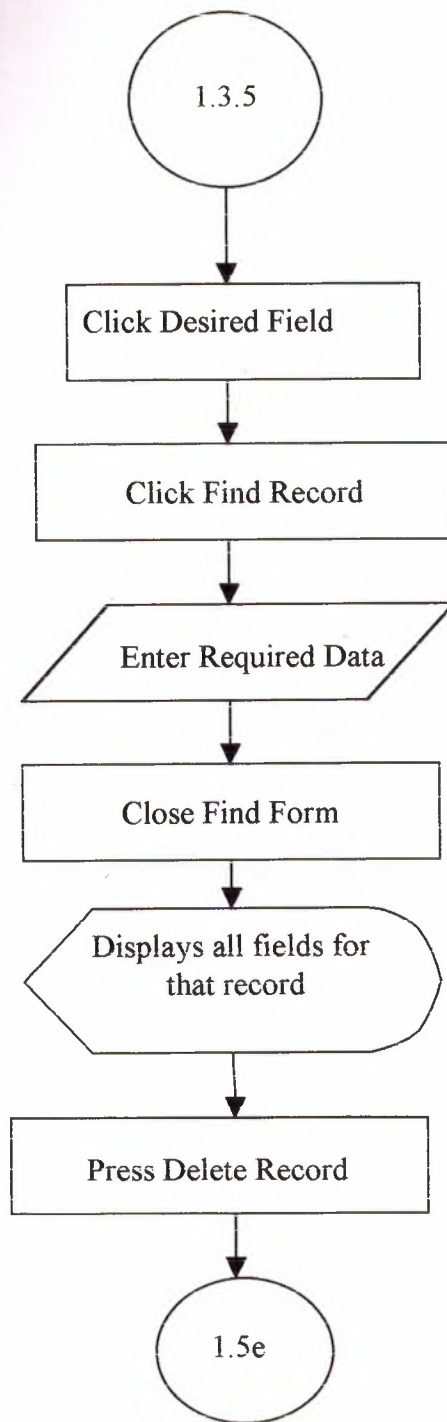 1.3.5
Click Desired Field
Click Find Record
Enter Required Data
Close Find Form
Displays all fields for
that record
Press Delete Record
1.5e